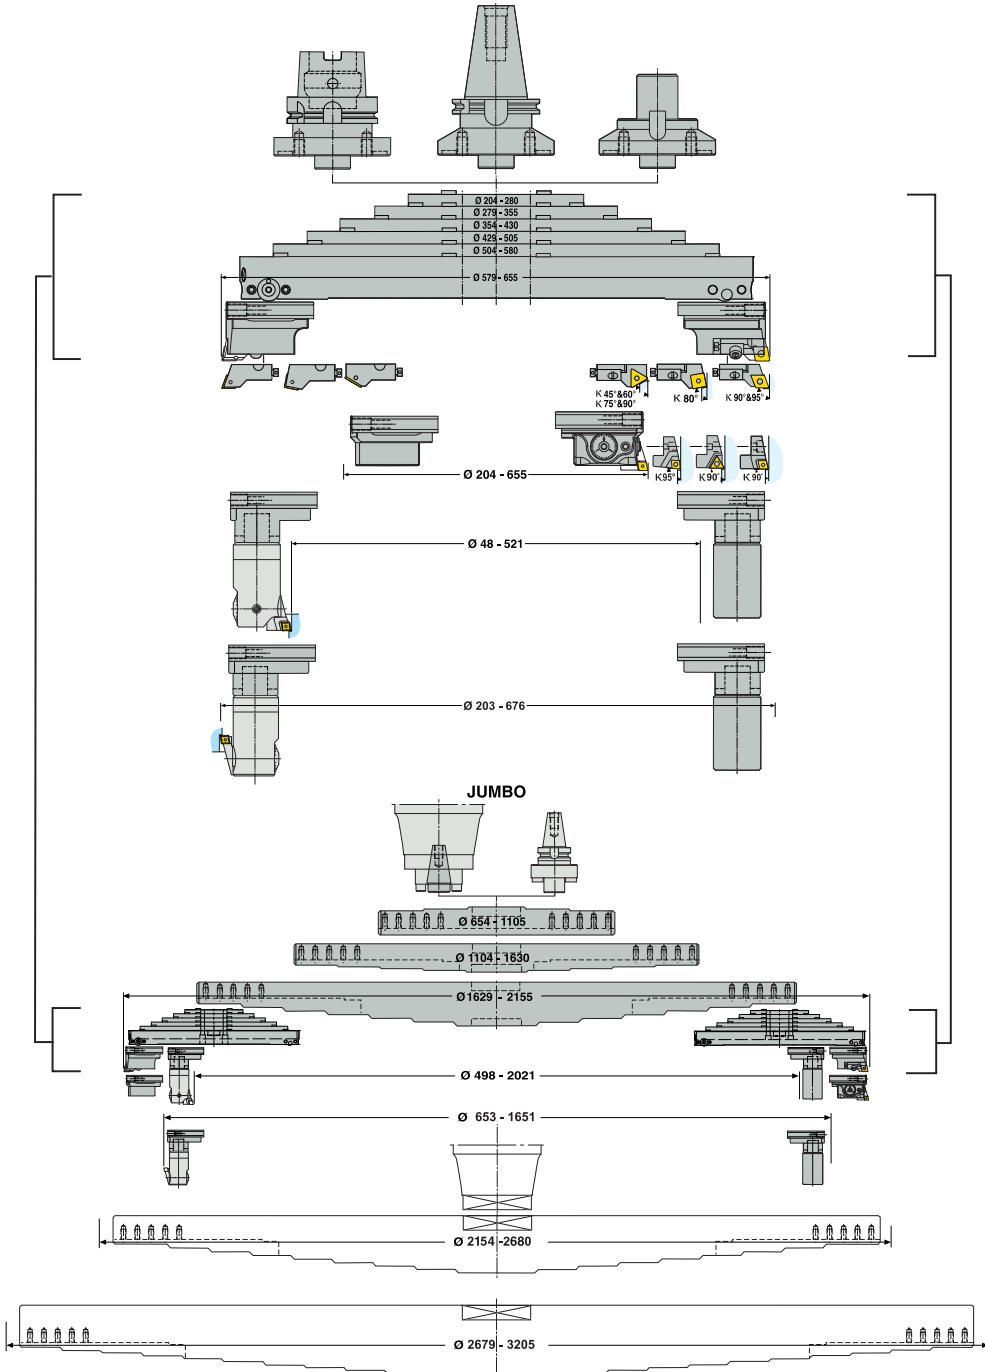 Ø 204 - 280
Ø 279 - 355
Ø 354 - 430
Ø 429 - 505
Ø 504 - 580
Ø 579 - 655
K 45°&60°
K 75°&90°
K 80°
K 90°&95°
Ø 204 - 655
K95°
K90°
K 90°
Ø 48 - 521
Ø 203 - 676
JUMBO
Ø 654 - 1105
Ø 1104 - 1630
Ø1629 - 2155
Ø 498 - 2021
Ø 653 - 1651
Ø 2154 -2680
Ø 2679 - 3205